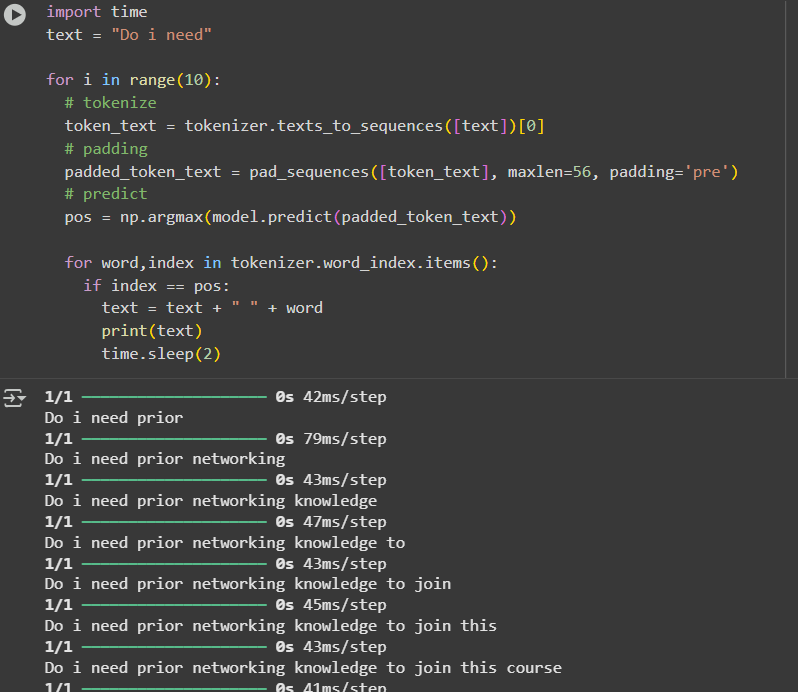 import time
text = "Do i need"
for i in range(10):
# tokenize
token_text = tokenizer.texts_to_sequences([text])[0]
# padding
padded_token_text = pad_sequences([token_text], maxlen=56, padding='pre')
# predict
pos = np.argmax(model.predict(padded_token_text))
for word,index in tokenizer.word_index.items():
if index == pos:
text = text + " " + word
print(text)
time.sleep(2)
1/1 0s 42ms/step
Do i need prior
1/1 0s 79ms/step
Do i need prior networking
1/1 0s 43ms/step
Do i need prior networking knowledge
1/1 0s 47ms/step
Do i need prior networking knowledge to
1/1 0s 43ms/step
Do i need prior networking knowledge to join
1/1 0s 45ms/step
Do i need prior networking knowledge to join this
1/1 0s 43ms/step
Do i need prior networking knowledge to join this course
1/1 0s 41ms/step